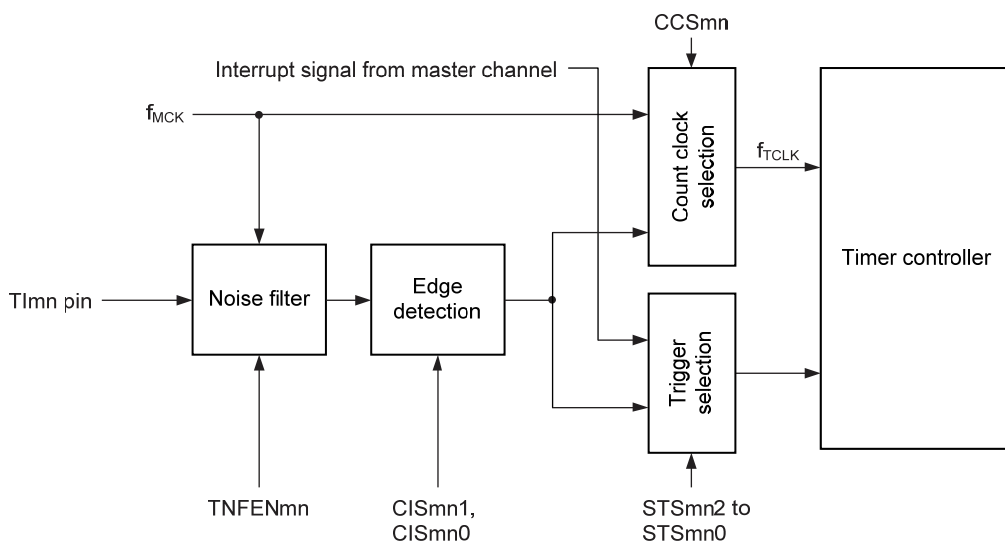 CCSmn
Interrupt signal from master channel
fMCK
Count clock
selection
fTCLK
Timer controller
TImn pin
Noise filter
Edge
detection
Trigger
selection
TNFENmn
CISmn1,
CISmn0
STSmn2 to
STSmn0